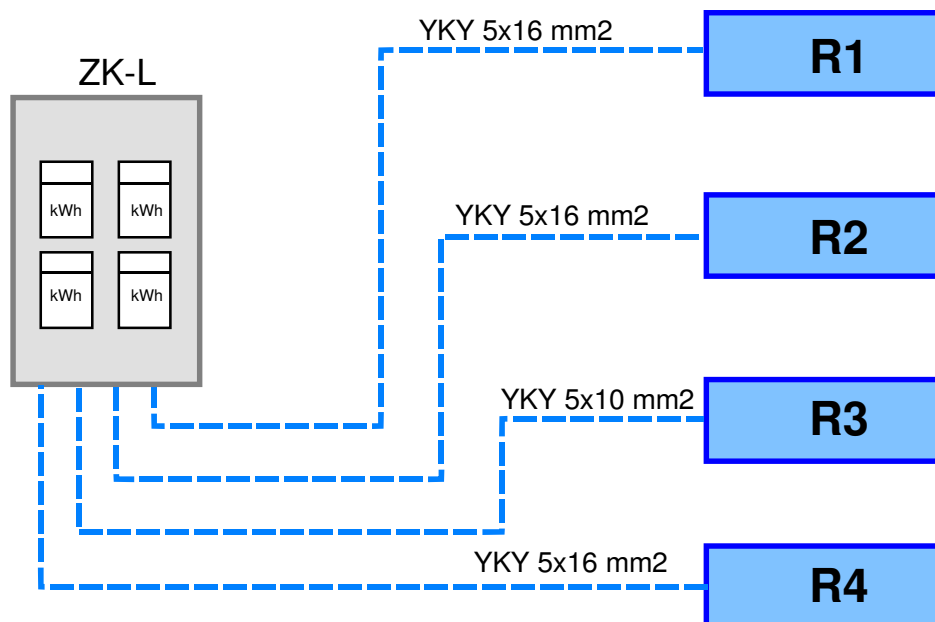 YKY 5x16 mm2
R1
ZK-L
kWh
kWh
YKY 5x16 mm2
R2
kWh
kWh
YKY 5x10 mm2
R3
YKY 5x16 mm2
R4